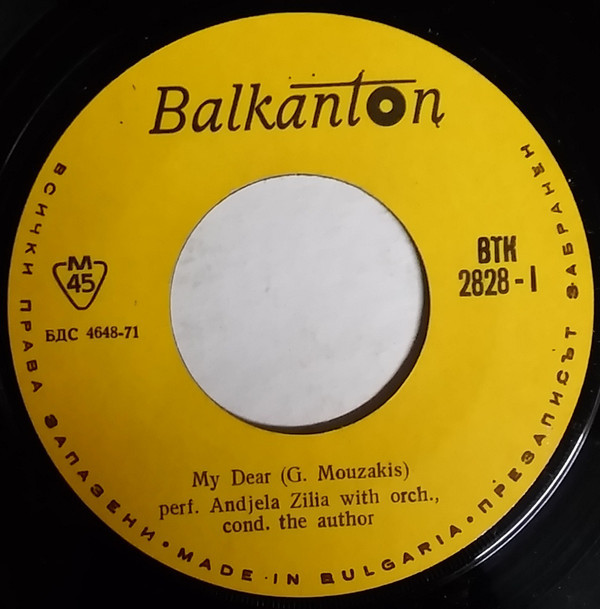 Balkanton
M
45
БДС 4648-71
ВТК
2828-I
My Dear (G. Mouzakis)
perf. Andjela Zilia with orch.,
cond. the author
ВСИЧКИ ПРАВА ЗАПАЗЕНИ • MADE IN BULGARIA • ПРЕЗАПИСЪТ ЗАБРАНЕН